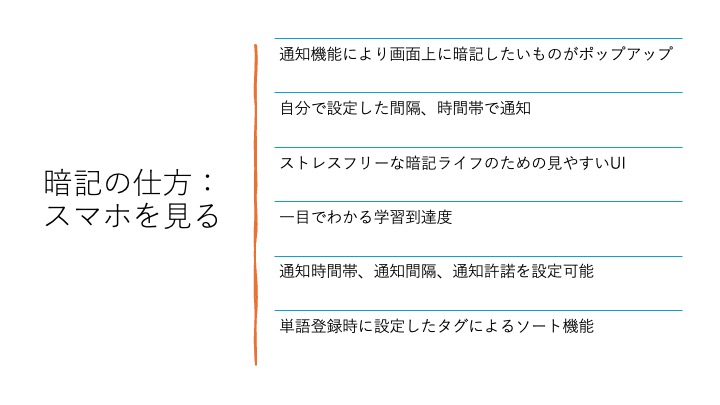 暗記の仕方：
スマホを見る
通知機能により画面上に暗記したいものがポップアップ
自分で設定した間隔、時間帯で通知
ストレスフリーな暗記ライフのための見やすいUI
一目でわかる学習到達度
通知時間帯、通知間隔、通知許諾を設定可能
単語登録時に設定したタグによるソート機能